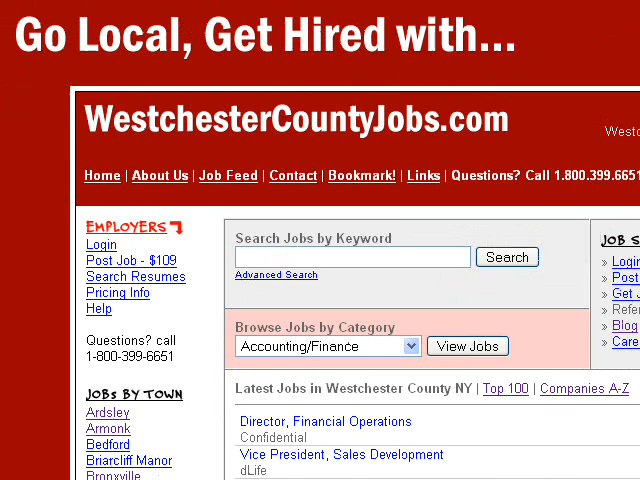 Go Local, Get Hired with...
WestchesterCountyJobs.com
Home | About Us | Job Feed | Contact | Bookmark! | Links | Questions? Call 1.800.399.6651
EMPLOYERS
Login
Post Job - $109
Search Resumes
Pricing Info
Help
Questions? call
1-800-399-6651
JOBS BY TOWN
Ardsley
Armonk
Bedford
Briarcliff Manor
Bronxville
Search Jobs by Keyword
Search
Advanced Search
Browse Jobs by Category
Accounting/Finance
View Jobs
Latest Jobs in Westchester County NY | Top 100 | Companies A-Z
Director, Financial Operations
Confidential
Vice President, Sales Development
dLife
JOB S
» Login
» Post
» Get J
» Refer
» Blog
» Caree